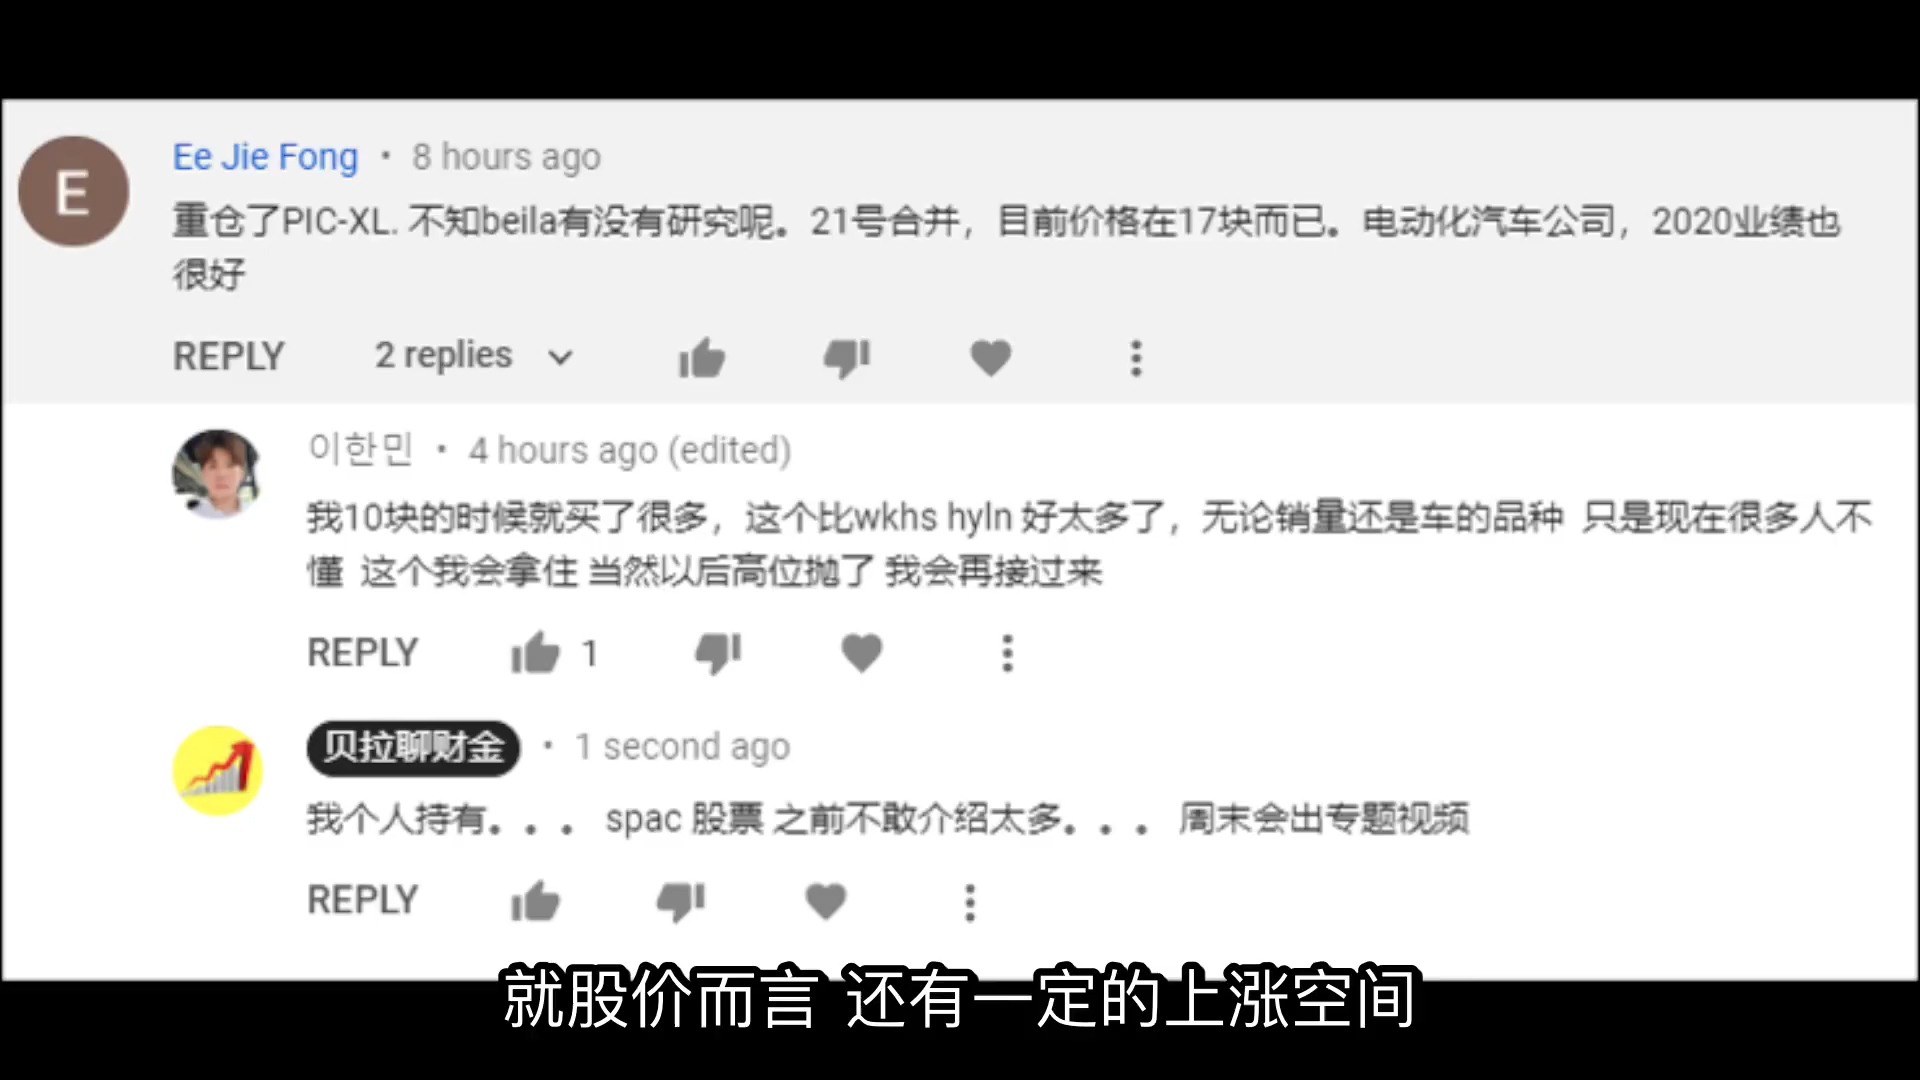 E
Ee Jie Fong • 8 hours ago
重仓了PIC-XL. 不知beila有没有研究呢。21号合并，目前价格在17块而已。电动化汽车公司，2020业绩也
很好
REPLY 2 replies
이한민 • 4 hours ago (edited)
我10块的时候就买了很多，这个比wkhs hyln 好太多了，无论销量还是车的品种 只是现在很多人不
懂 这个我会拿住 当然以后高位抛了 我会再接过来
REPLY 1
贝拉聊财金 • 1 second ago
我个人持有。。。 spac 股票 之前不敢介绍太多。。。 周末会出专题视频
REPLY
就股价而言 还有一定的上涨空间